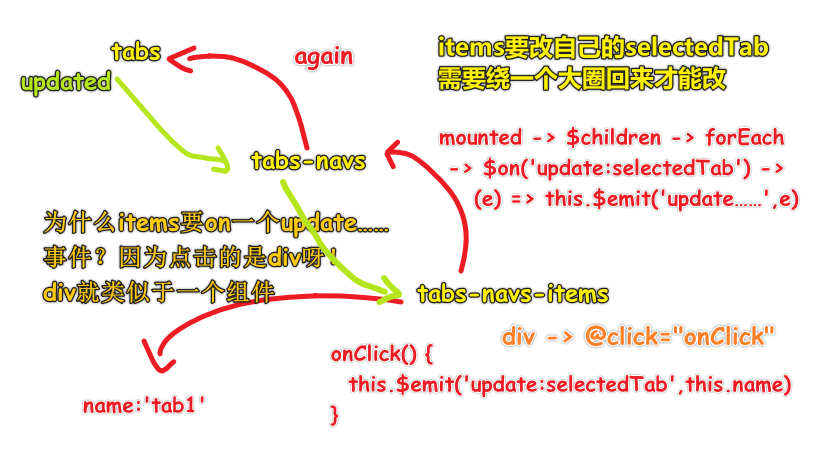 tabs
again
updated
items要改自己的selectedTab
需要绕一个大圈回来才能改
tabs-navs
mounted -> $children -> forEach
-> $on('update:selectedTab') ->
(e) => this.$emit('update……',e)
为什么items要on一个update……
事件？因为点击的是div呀！
div就类似于一个组件
tabs-navs-items
div -> @click="onClick"
onClick() {
this.$emit('update:selectedTab',this.name)
}
name:'tab1'